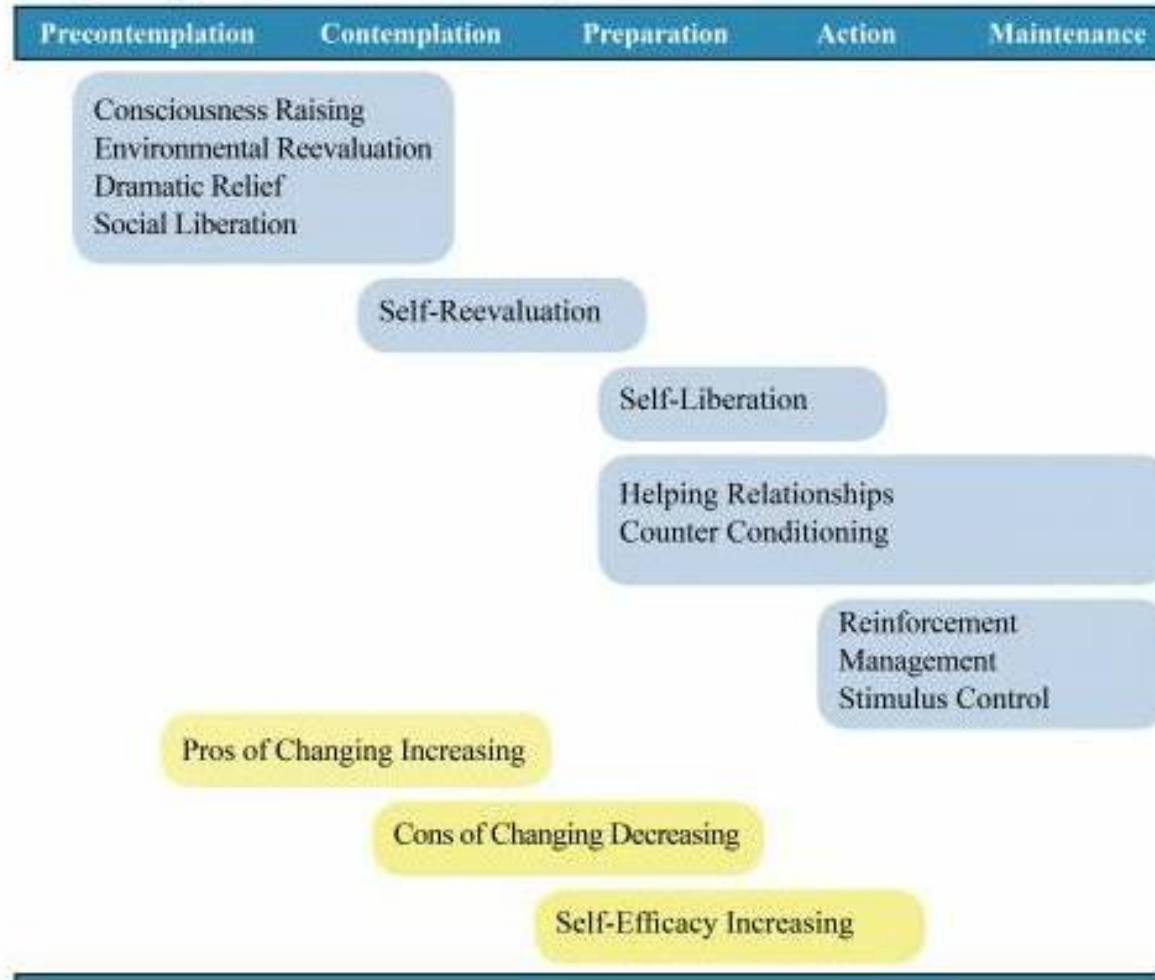 Precontemplation Contemplation Preparation Action Maintenance
Consciousness Raising
Environmental Reevaluation
Dramatic Relief
Social Liberation
Self-Reevaluation
Self-Liberation
Helping Relationships
Counter Conditioning
Reinforcement
Management
Stimulus Control
Pros of Changing Increasing
Cons of Changing Decreasing
Self-Efficacy Increasing